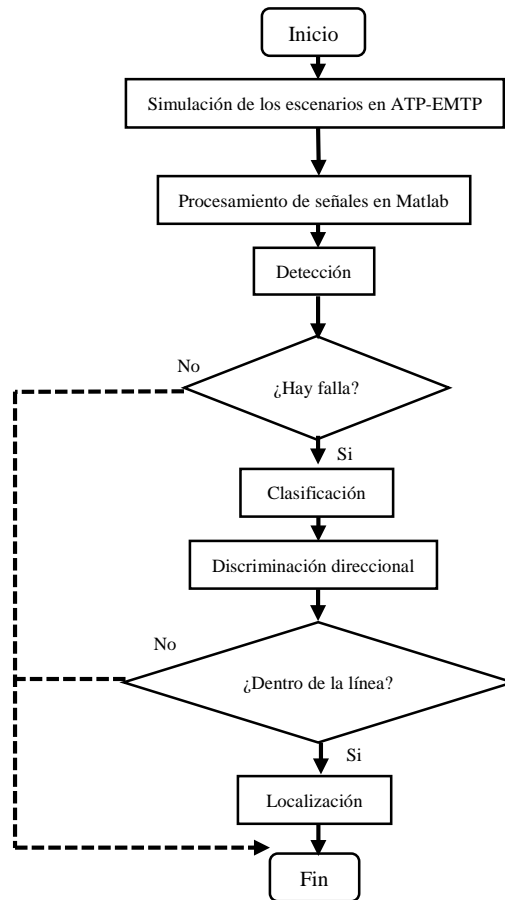 Inicio
Simulación de los escenarios en ATP-EMTP
Procesamiento de señales en Matlab
Detección
No
¿Hay falla?
Si
Clasificación
Discriminación direccional
No
¿Dentro de la línea?
Si
Localización
Fin